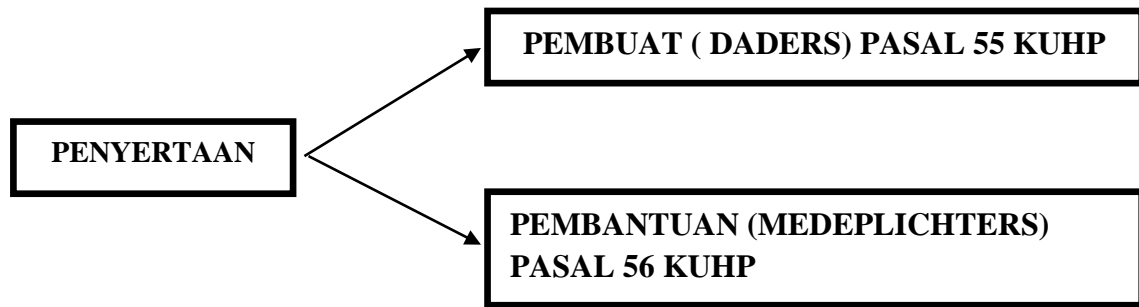 PEMBUAT ( DADERS) PASAL 55 KUHP
PENYERTAAN
PEMBANTUAN (MEDEPLICHTERS)
PASAL 56 KUHP